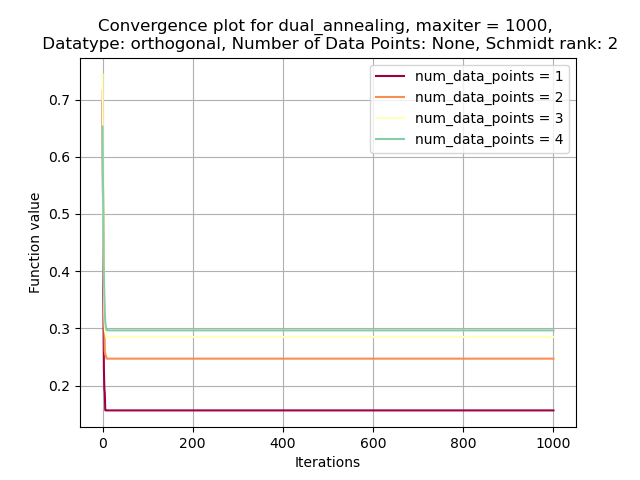 Convergence plot for dual_annealing, maxiter = 1000,
Datatype: orthogonal, Number of Data Points: None, Schmidt rank: 2
num_data_points = 1
num_data_points = 2
num_data_points = 3
num_data_points = 4
0.7
0.6
0.5
0.4
0.3
0.2
Function value
0 200 400 600 800 1000
Iterations